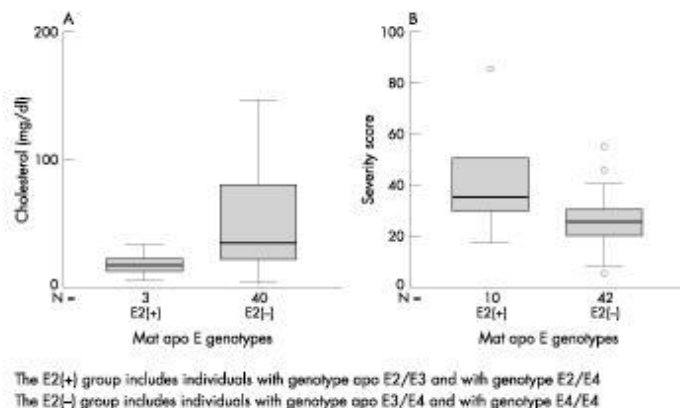 A
200
100
0
Cholesterol (mg/dl)
N = 3 40
E2(+) E2(–)
Mat apo E genotypes
B
100
80
60
40
20
0
Severity score
N = 10 42
E2(+) E2(–)
Mat apo E genotypes
The E2(+) group includes individuals with genotype apo E2/E3 and with genotype E2/E4
The E2(–) group includes individuals with genotype apo E3/E4 and with genotype E4/E4